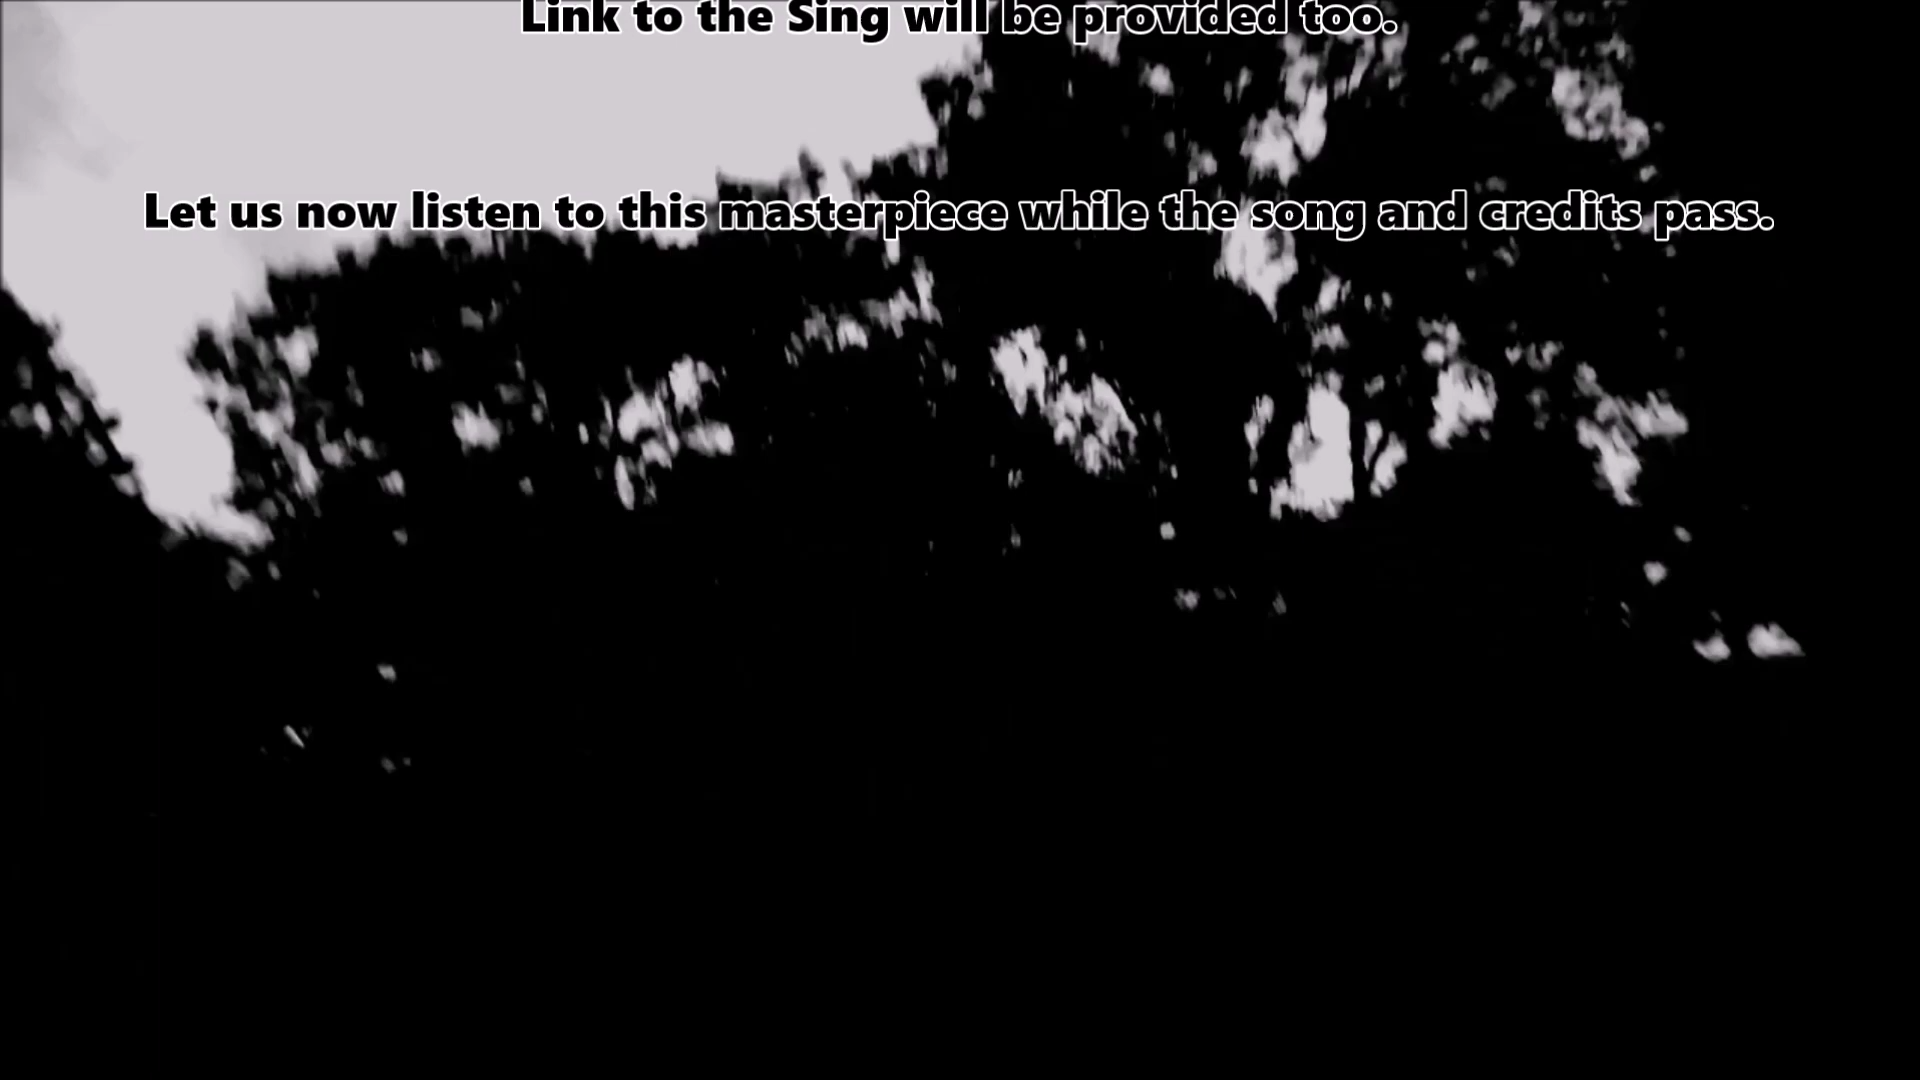 Link to the Sing will be provided too.
Let us now listen to this masterpiece while the song and credits pass.